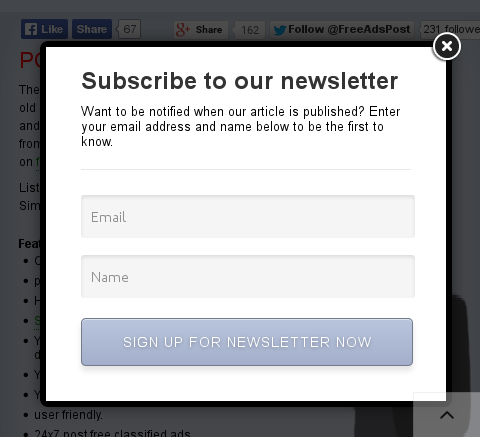 Like Share 67 Share 162 Follow @FreeAdsPost 231 followe
Subscribe to our newsletter
Want to be notified when our article is published? Enter
your email address and name below to be the first to
know.
Email
Name
SIGN UP FOR NEWSLETTER NOW
The
old
and
from
on
List
Sim
Feat
user friendly.
24x7 post free classified ads